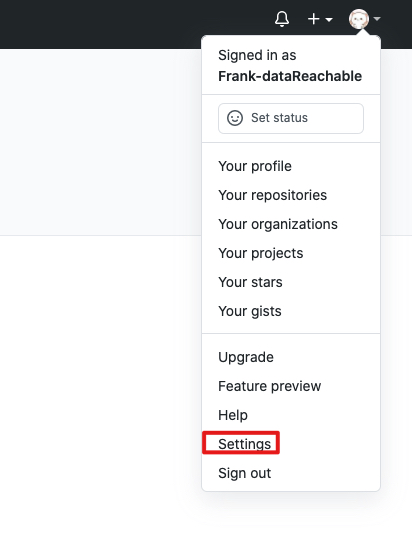 Signed in as
Frank-dataReachable
Set status
Your profile
Your repositories
Your organizations
Your projects
Your stars
Your gists
Upgrade
Feature preview
Help
Settings
Sign out